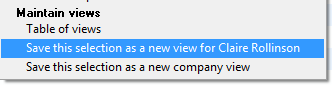 Maintain views
Table of views
Save this selection as a new view for Claire Rollinson
Save this selection as a new company view